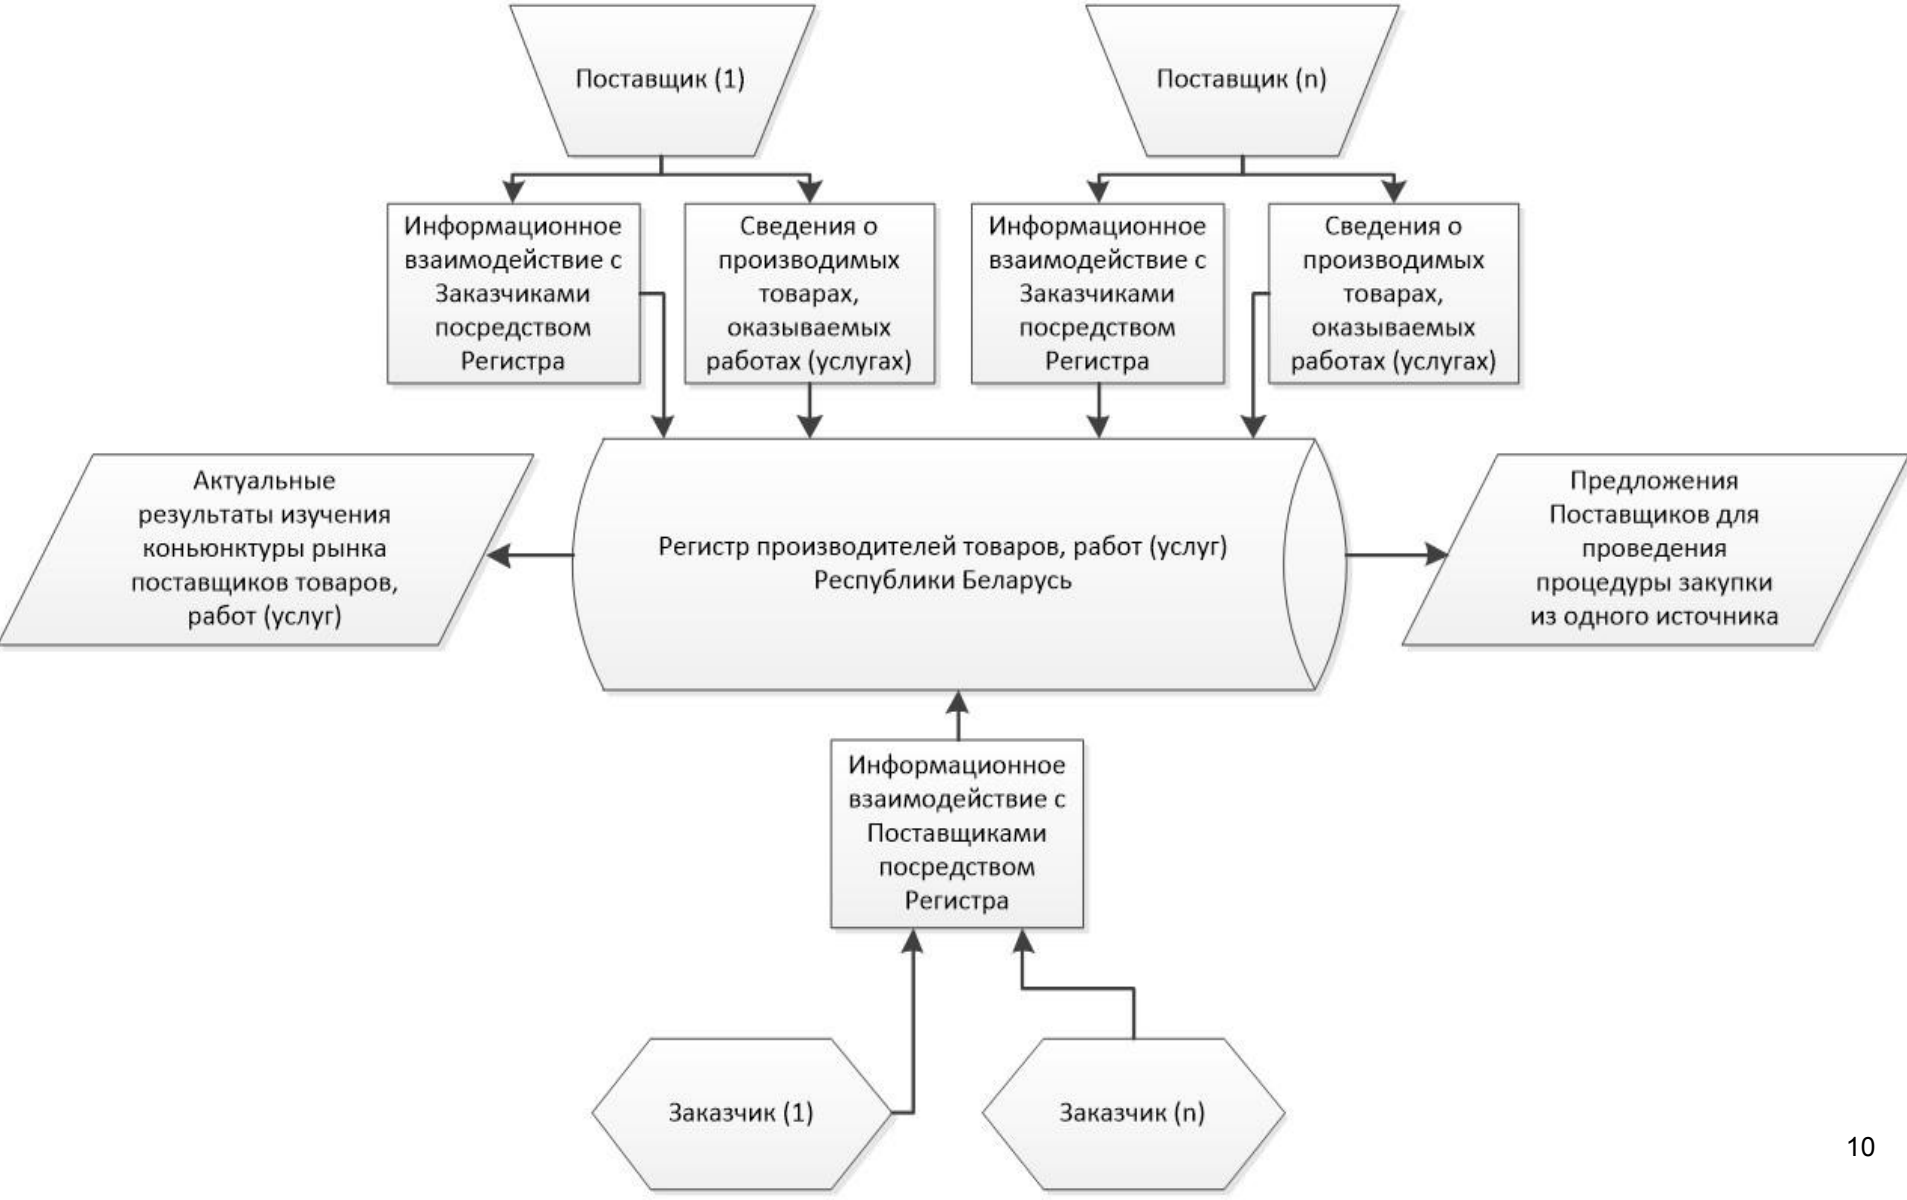 Поставщик (1)
Поставщик (n)
Информационное
взаимодействие с
Заказчиками
посредством
Регистра
Сведения о
производимых
товарах,
оказываемых
работах (услугах)
Информационное
взаимодействие с
Заказчиками
посредством
Регистра
Сведения о
производимых
товарах,
оказываемых
работах (услугах)
Актуальные
результаты изучения
коньюнктуры рынка
поставщиков товаров,
работ (услуг)
Регистр производителей товаров, работ (услуг)
Республики Беларусь
Предложения
Поставщиков для
проведения
процедуры закупки
из одного источника
Информационное
взаимодействие с
Поставщиками
посредством
Регистра
Заказчик (1)
Заказчик (n)
10